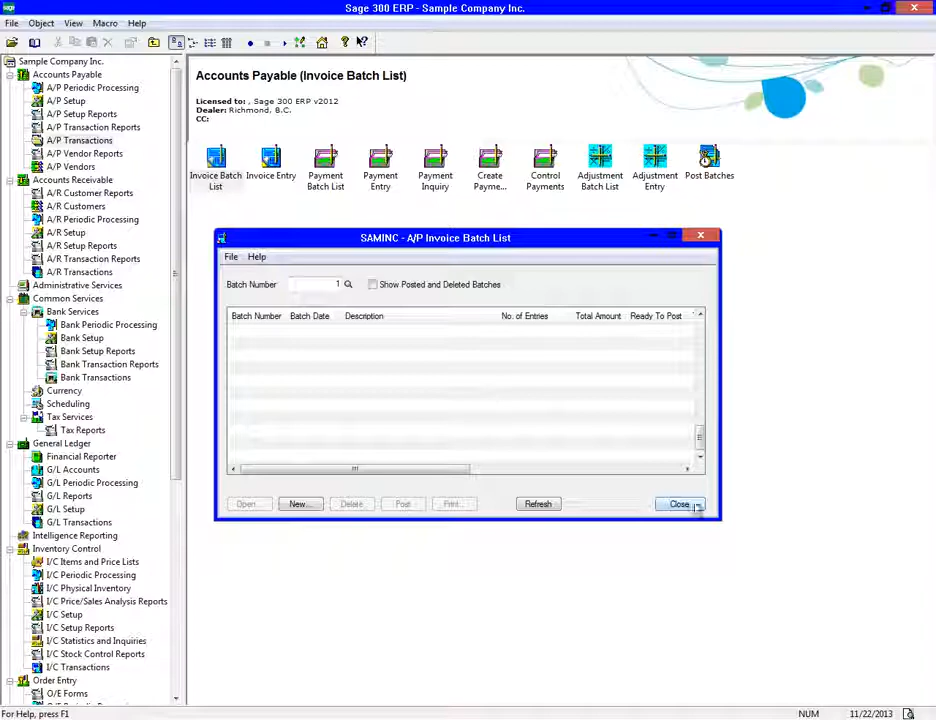 sage
Sage 300 ERP - Sample Company Inc.
File Object View Macro Help
Sample Company Inc.
Accounts Payable
A/P Periodic Processing
A/P Setup
A/P Setup Reports
A/P Transaction Reports
A/P Transactions
A/P Vendor Reports
A/P Vendors
Accounts Receivable
A/R Customer Reports
A/R Customers
A/R Periodic Processing
A/R Setup
A/R Setup Reports
A/R Transaction Reports
A/R Transactions
Administrative Services
Common Services
Bank Services
Bank Periodic Processing
Bank Setup
Bank Setup Reports
Bank Transaction Reports
Bank Transactions
Currency
Scheduling
Tax Services
Tax Reports
General Ledger
Financial Reporter
G/L Accounts
G/L Periodic Processing
G/L Reports
G/L Setup
G/L Transactions
Intelligence Reporting
Inventory Control
I/C Items and Price Lists
I/C Periodic Processing
I/C Physical Inventory
I/C Price/Sales Analysis Reports
I/C Setup
I/C Setup Reports
I/C Statistics and Inquiries
I/C Stock Control Reports
I/C Transactions
Order Entry
O/E Forms
Accounts Payable (Invoice Batch List)
Licensed to: , Sage 300 ERP v2012
Dealer: Richmond, B.C.
CC:
Invoice Batch List
Invoice Entry
Payment Batch List
Payment Entry
Payment Inquiry
Create Payme...
Control Payments
Adjustment Batch List
Adjustment Entry
Post Batches
SAMINC - A/P Invoice Batch List
File Help
Batch Number 1 Show Posted and Deleted Batches
Batch Number Batch Date Description No. of Entries Total Amount Ready To Post
Open... New... Delete Post Print... Refresh Close
For Help, press F1 NUM 11/22/2013